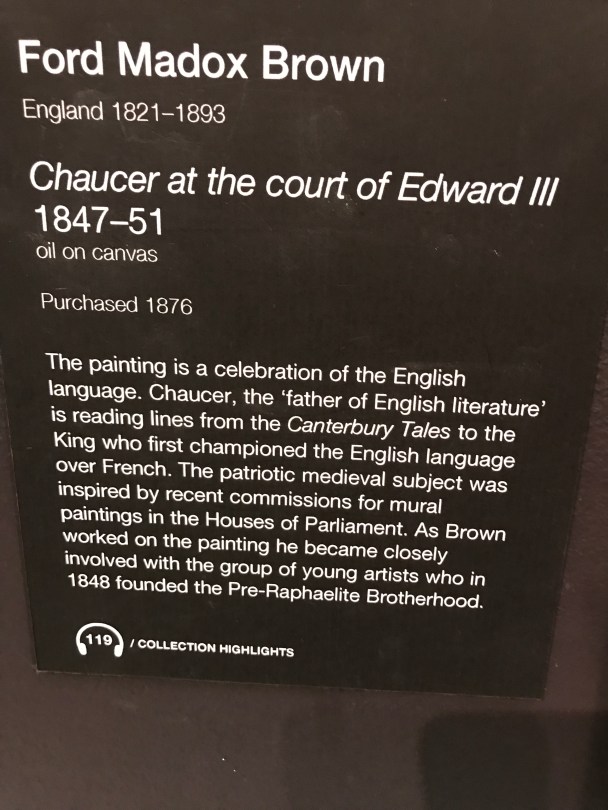 Ford Madox Brown
England 1821–1893
Chaucer at the court of Edward III
1847–51
oil on canvas
Purchased 1876
The painting is a celebration of the English
language. Chaucer, the ‘father of English literature’
is reading lines from the Canterbury Tales to the
King who first championed the English language
over French. The patriotic medieval subject was
inspired by recent commissions for mural
paintings in the Houses of Parliament. As Brown
worked on the painting he became closely
involved with the group of young artists who in
1848 founded the Pre-Raphaelite Brotherhood.
119 / COLLECTION HIGHLIGHTS